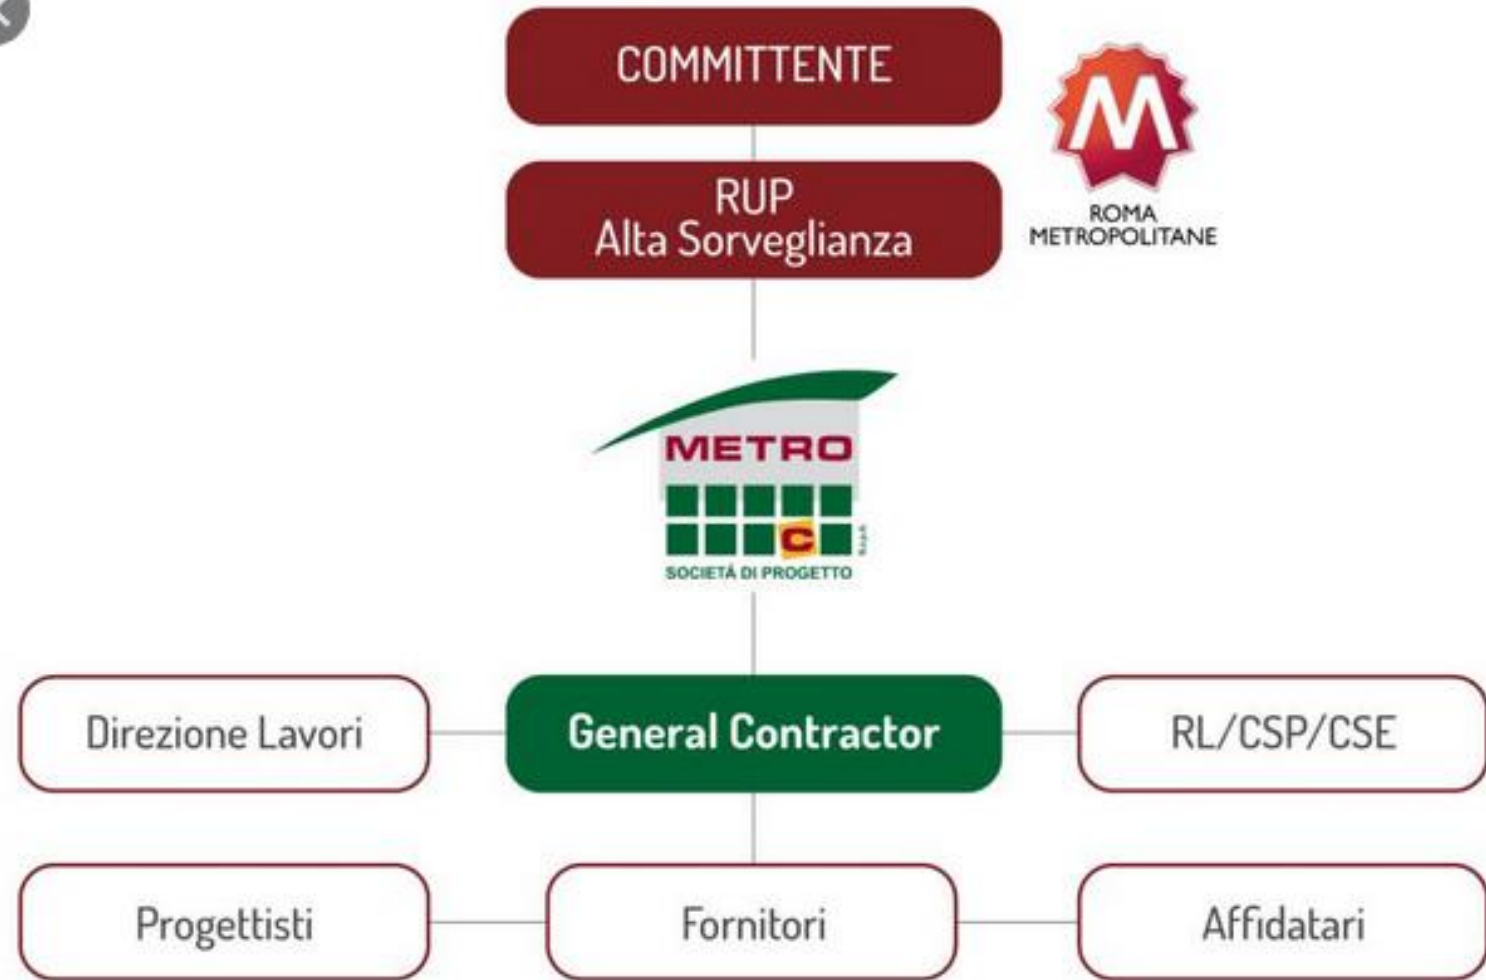 COMMITTENTE
RUP
Alta Sorveglianza
M
ROMA
METROPOLITANE
METRO
C
S.c.p.A.
SOCIETÁ DI PROGETTO
Direzione Lavori
General Contractor
RL/CSP/CSE
Progettisti
Fornitori
Affidatari